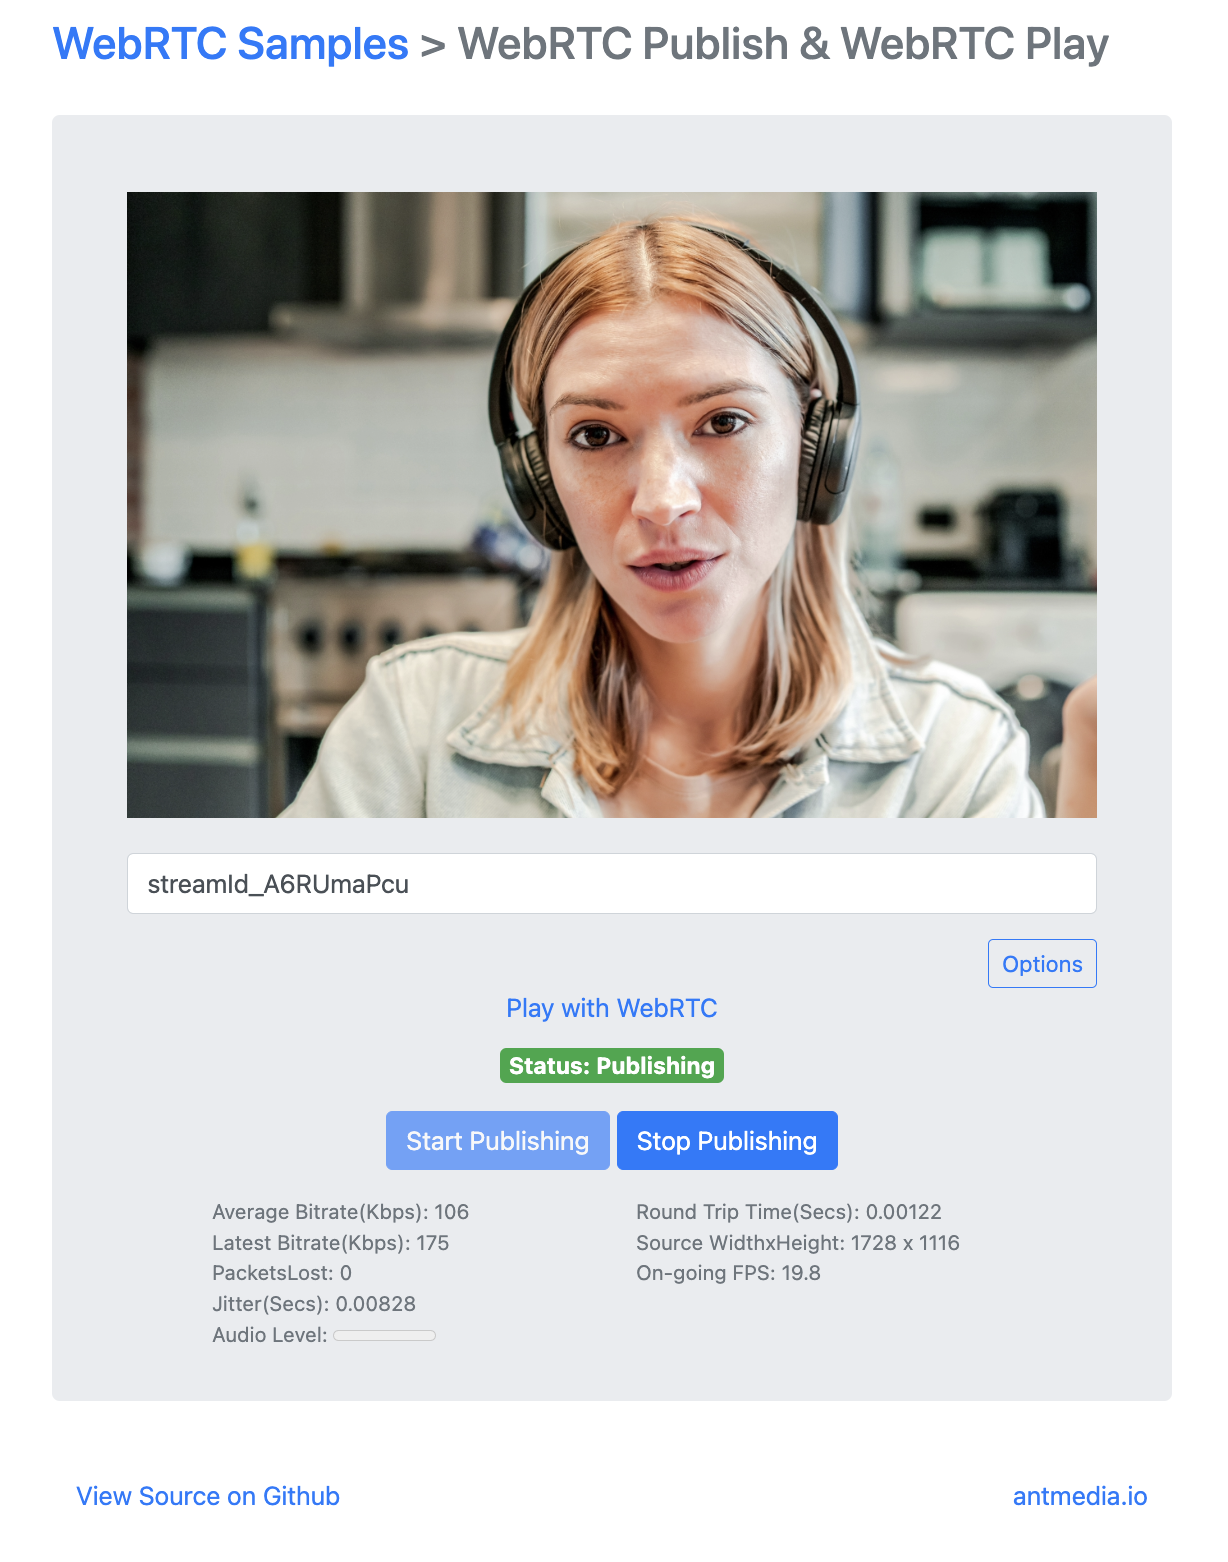 WebRTC Samples > WebRTC Publish & WebRTC Play
streamId_A6RUmaPcu
Options
Play with WebRTC
Status: Publishing
Start Publishing Stop Publishing
Average Bitrate(Kbps): 106
Latest Bitrate(Kbps): 175
PacketsLost: 0
Jitter(Secs): 0.00828
Audio Level:
Round Trip Time(Secs): 0.00122
Source WidthxHeight: 1728 x 1116
On-going FPS: 19.8
View Source on Github
antmedia.io